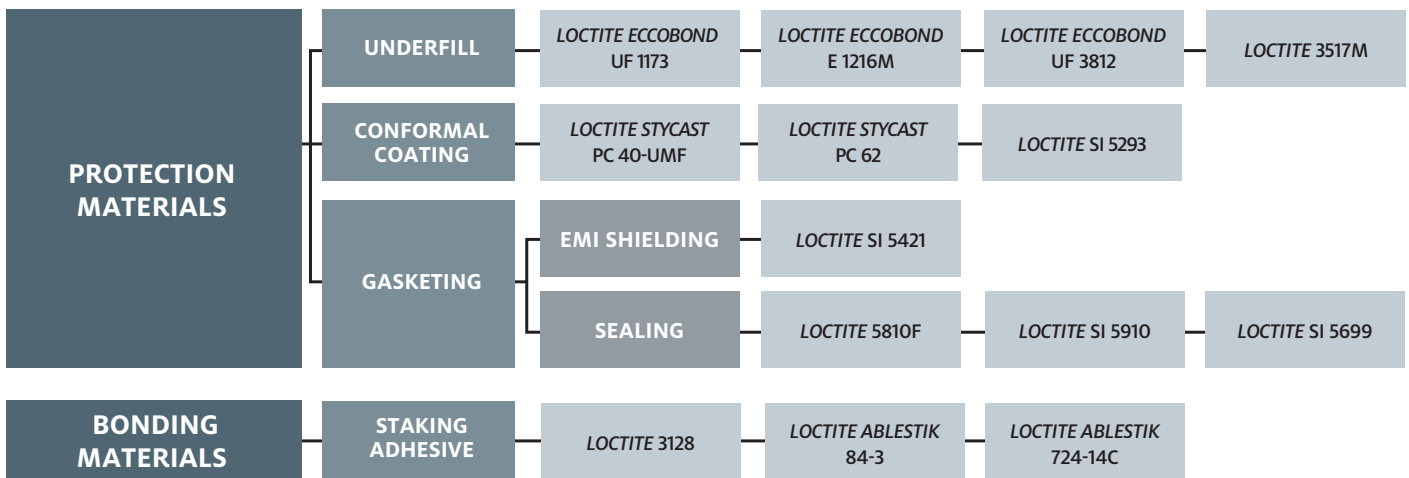 PROTECTION
MATERIALS
UNDERFILL
LOCTITE ECCOBOND
UF 1173
LOCTITE ECCOBOND
E 1216M
LOCTITE ECCOBOND
UF 3812
LOCTITE 3517M
CONFORMAL
COATING
LOCTITE STYCAST
PC 40-UMF
LOCTITE STYCAST
PC 62
LOCTITE SI 5293
GASKETING
EMI SHIELDING
LOCTITE SI 5421
SEALING
LOCTITE 5810F
LOCTITE SI 5910
LOCTITE SI 5699
BONDING
MATERIALS
STAKING
ADHESIVE
LOCTITE 3128
LOCTITE ABLESTIK
84-3
LOCTITE ABLESTIK
724-14C